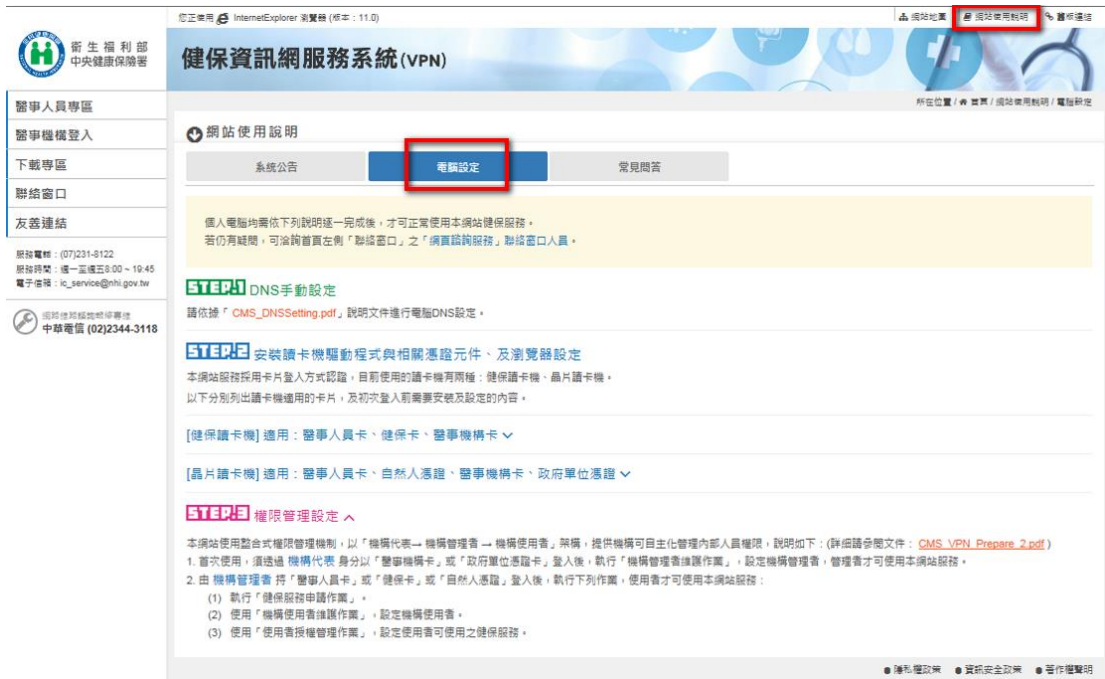 您正使用 InternetExplorer 瀏覽器 (版本:11.0)
網站地圖
網站使用說明
舊版連結
衛生福利部
中央健康保險署
健保資訊網服務系統(VPN)
所在位置 / 首頁 / 網站使用說明 / 電腦設定
醫事人員專區
醫事機構登入
下載專區
聯絡窗口
友善連結
服務電話:(07)231-8122
服務時間:週一至週五8:00 ~ 19:45
電子信箱:ic_service@nhi.gov.tw
中華電信 (02)2344-3118
網站使用說明
系統公告
電腦設定
常見問答
個人電腦均需依下列說明逐一完成後,才可正常使用本網站健保服務。
若仍有疑問,可洽詢首頁左側「聯絡窗口」之「網頁諮詢服務」聯絡窗口人員。
STEP.1 DNS手動設定
請依據「 CMS_DNSSetting.pdf」說明文件進行電腦DNS設定。
STEP.2 安裝讀卡機驅動程式與相關憑證元件、及瀏覽器設定
本網站服務採用卡片登入方式認證,目前使用的讀卡機有兩種:健保讀卡機、晶片讀卡機。
以下分別列出讀卡機適用的卡片,及初次登入前需要安裝及設定的內容。
[健保讀卡機] 適用:醫事人員卡、健保卡、醫事機構卡
[晶片讀卡機] 適用:醫事人員卡、自然人憑證、醫事機構卡、政府單位憑證
STEP.3 權限管理設定
本網站使用整合式權限管理機制,以「機構代表→ 機構管理者 → 機構使用者」架構,提供機構可自主化管理內部人員權限,說明如下:(詳細請參閱文件: CMS_VPN_Prepare_2.pdf )
1. 首次使用,須透過 機構代表 身分以「醫事機構卡」或「政府單位憑證卡」登入後,執行「機構管理者維護作業」,設定機構管理者,管理者才可使用本網站服務。
2. 由 機構管理者 持「醫事人員卡」或「健保卡」或「自然人憑證」登入後,執行下列作業,使用者才可使用本網站服務:
(1) 執行「健保服務申請作業」。
(2) 使用「機構使用者維護作業」,設定機構使用者。
(3) 使用「使用者授權管理作業」,設定使用者可使用之健保服務。
隱私權政策
資訊安全政策
著作權聲明